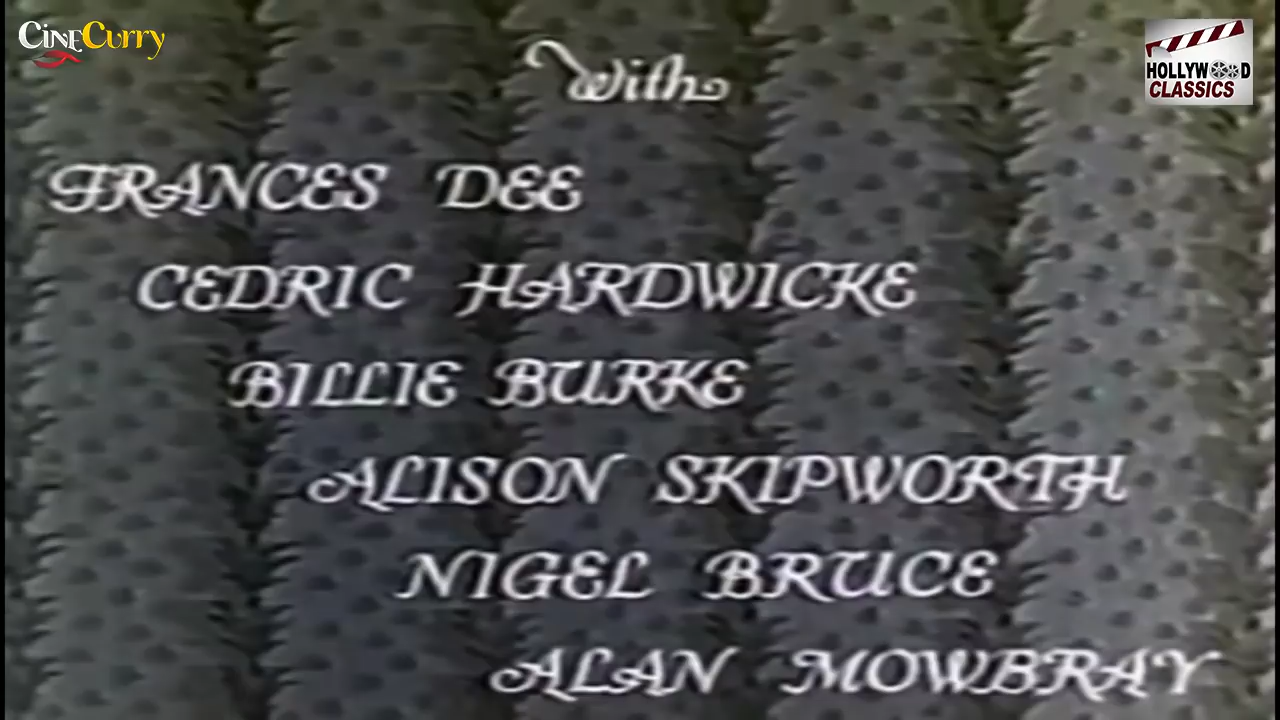 CINECURRY
HOLLYWOOD
CLASSICS
With
FRANCES DEE
CEDRIC HARDWICKE
BILLIE BURKE
ALISON SKIPWORTH
NIGEL BRUCE
ALAN MOWBRAY